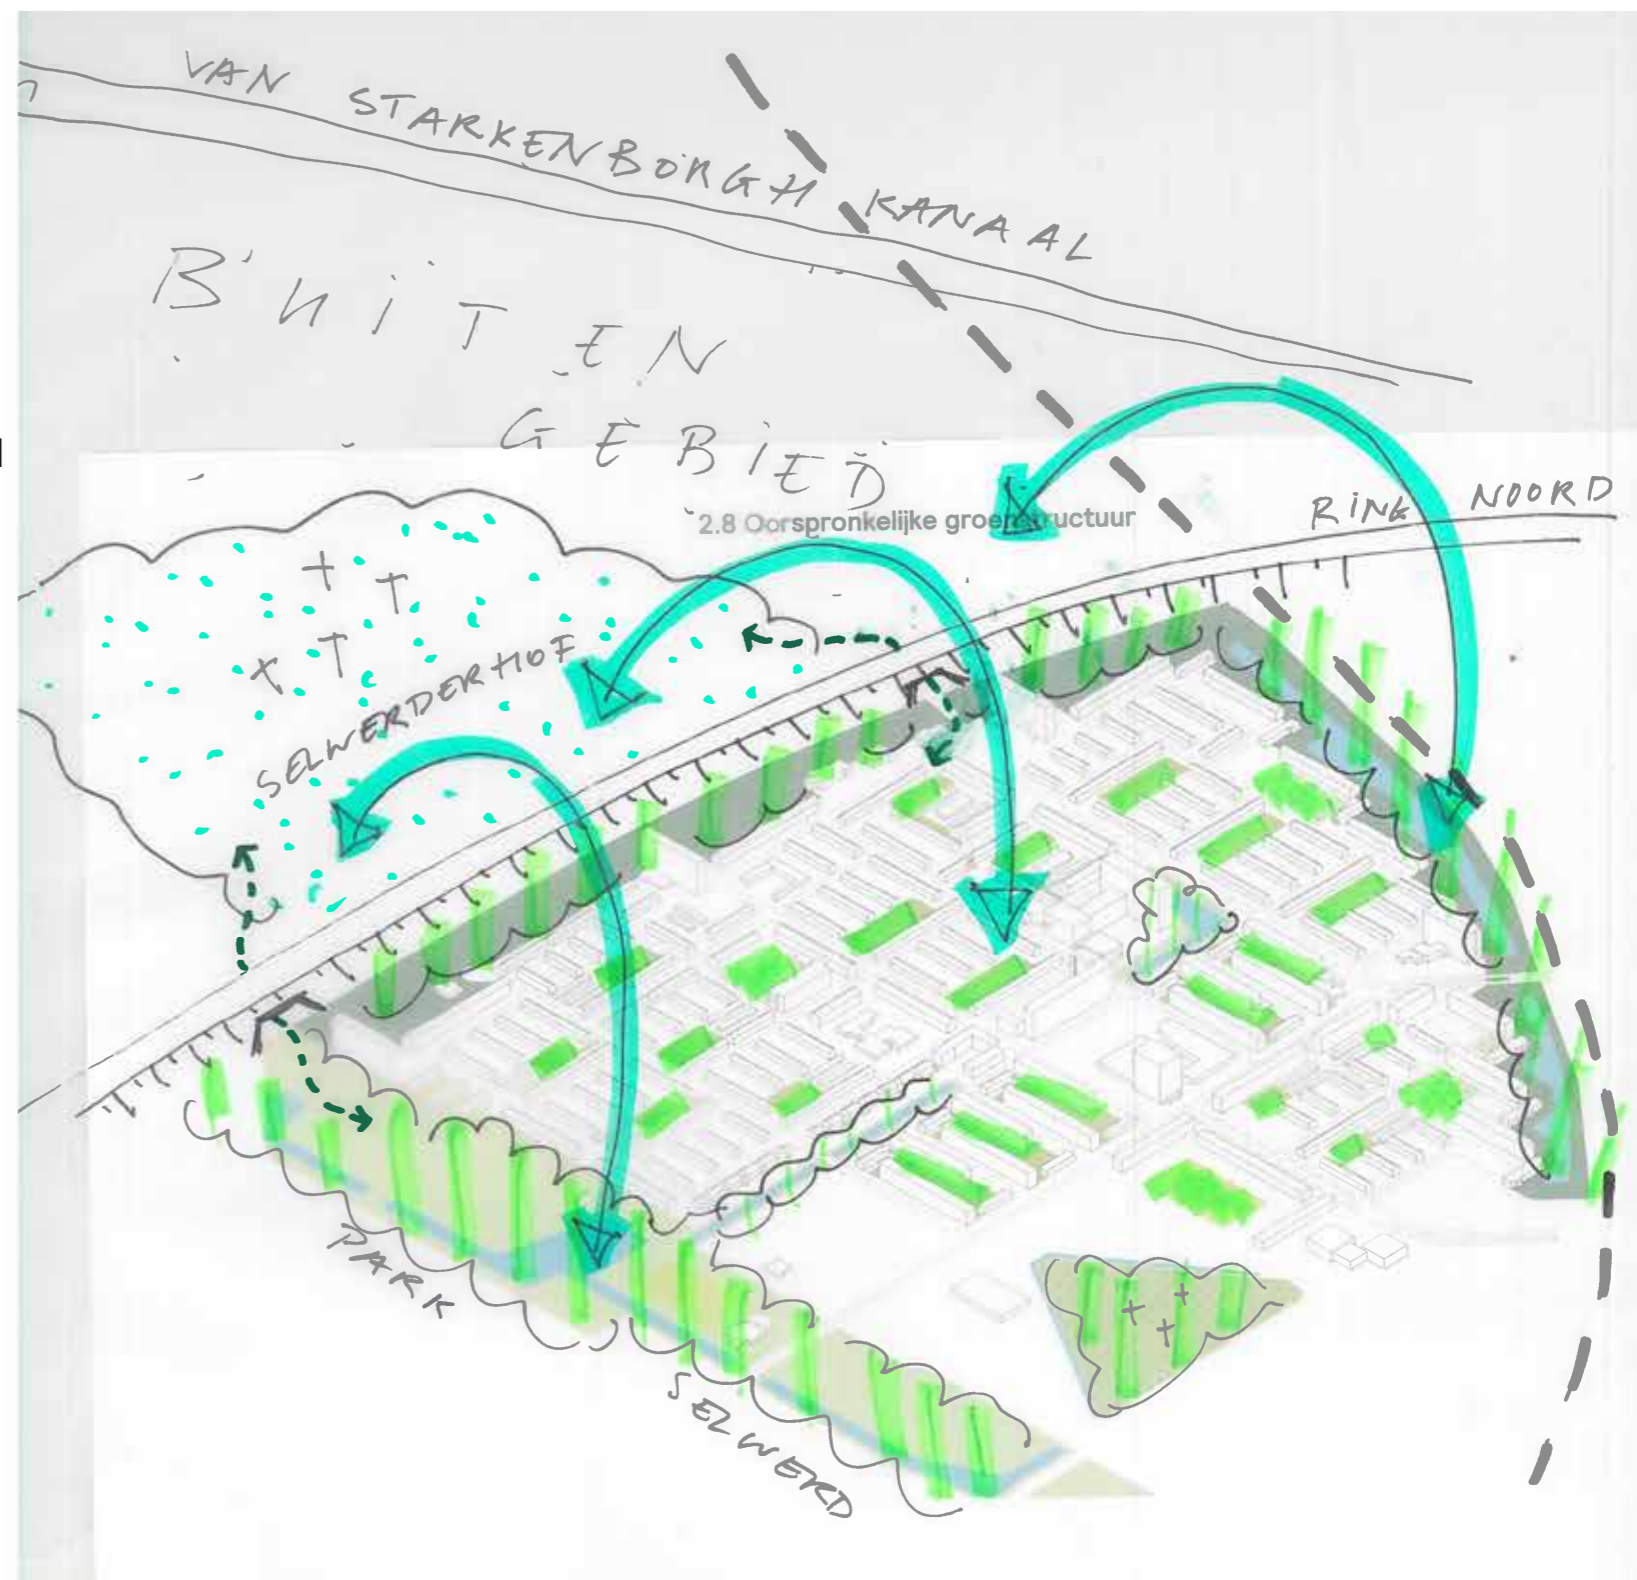 VAN STARKENBORGH KANAAL
BUITEN
GEBIED
2.8 Oorspronkelijke groenstructuur
RING NOORD
SELWERDERHOF
PARK
SELWERD